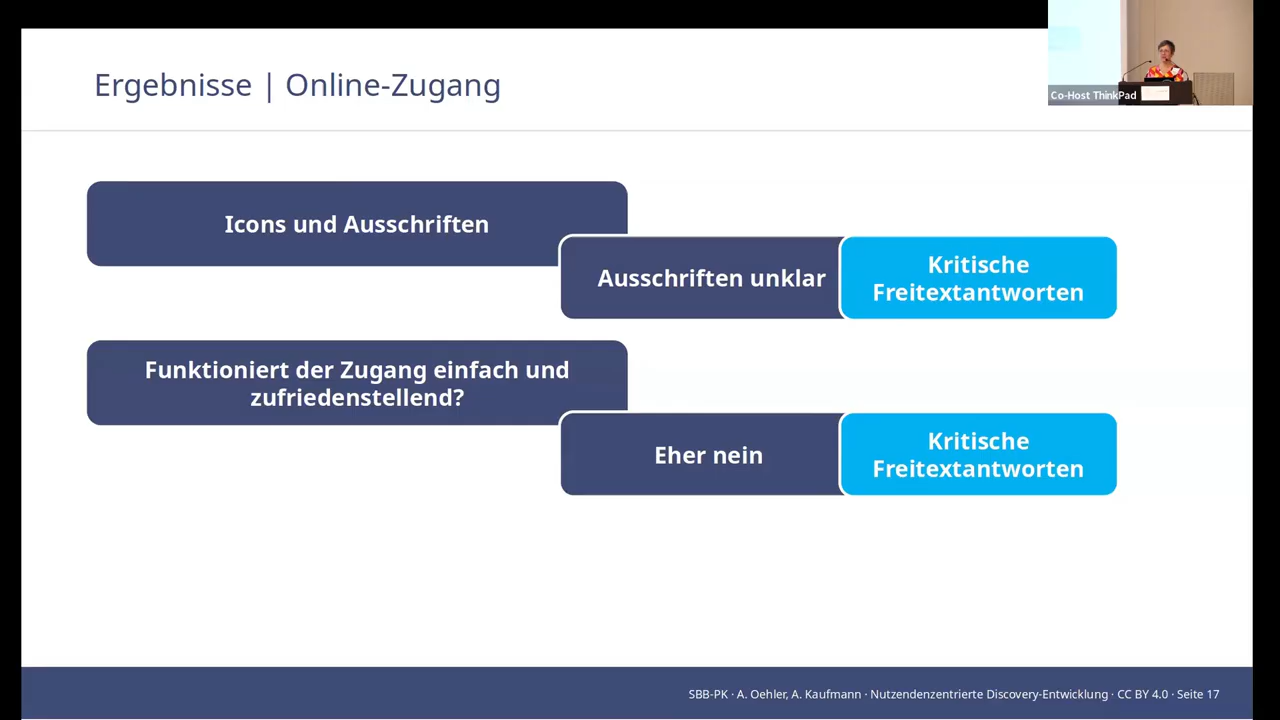 Ergebnisse | Online-Zugang
Co-Host ThinkPad
Icons und Ausschriften
Ausschriften unklar
Kritische
Freitextantworten
Funktioniert der Zugang einfach und
zufriedenstellend?
Eher nein
Kritische
Freitextantworten
SBB-PK · A. Oehler, A. Kaufmann · Nutzendenzentrierte Discovery-Entwicklung · CC BY 4.0 · Seite 17